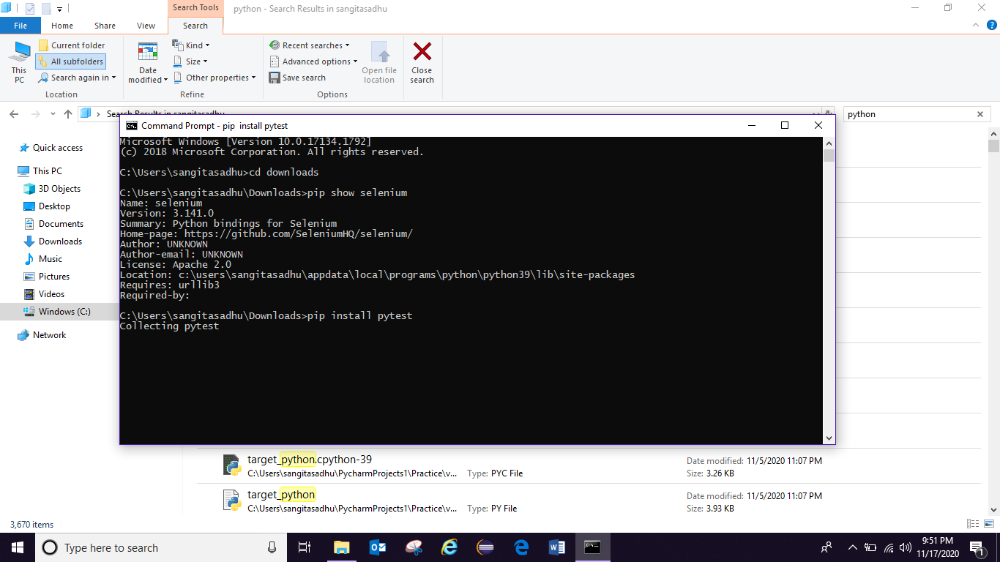 Search Tools
python - Search Results in sangitasadhu
File
Home
Share
View
Search
This PC
Current folder
All subfolders
Search again in
Location
Date modified
Kind
Size
Other properties
Refine
Recent searches
Advanced options
Save search
Options
Open file location
Close search
Search Results in sangitasadhu
python
Quick access
This PC
3D Objects
Desktop
Documents
Downloads
Music
Pictures
Videos
Windows (C:)
Network
Command Prompt - pip  install pytest
Microsoft Windows [Version 10.0.17134.1792]
(c) 2018 Microsoft Corporation. All rights reserved.
C:\Users\sangitasadhu>cd downloads
C:\Users\sangitasadhu\Downloads>pip show selenium
Name: selenium
Version: 3.141.0
Summary: Python bindings for Selenium
Home-page: https://github.com/SeleniumHQ/selenium/
Author: UNKNOWN
Author-email: UNKNOWN
License: Apache 2.0
Location: c:\users\sangitasadhu\appdata\local\programs\python\python39\lib\site-packages
Requires: urllib3
Required-by:
C:\Users\sangitasadhu\Downloads>pip install pytest
Collecting pytest
target_python.cpython-39
C:\Users\sangitasadhu\PycharmProjects1\Practice\v...
Type: PYC File
Date modified: 11/5/2020 11:07 PM
Size: 3.26 KB
target_python
C:\Users\sangitasadhu\PycharmProjects1\Practice\v...
Type: PY File
Date modified: 11/5/2020 11:07 PM
Size: 3.93 KB
3,670 items
Type here to search
9:51 PM
11/17/2020
1